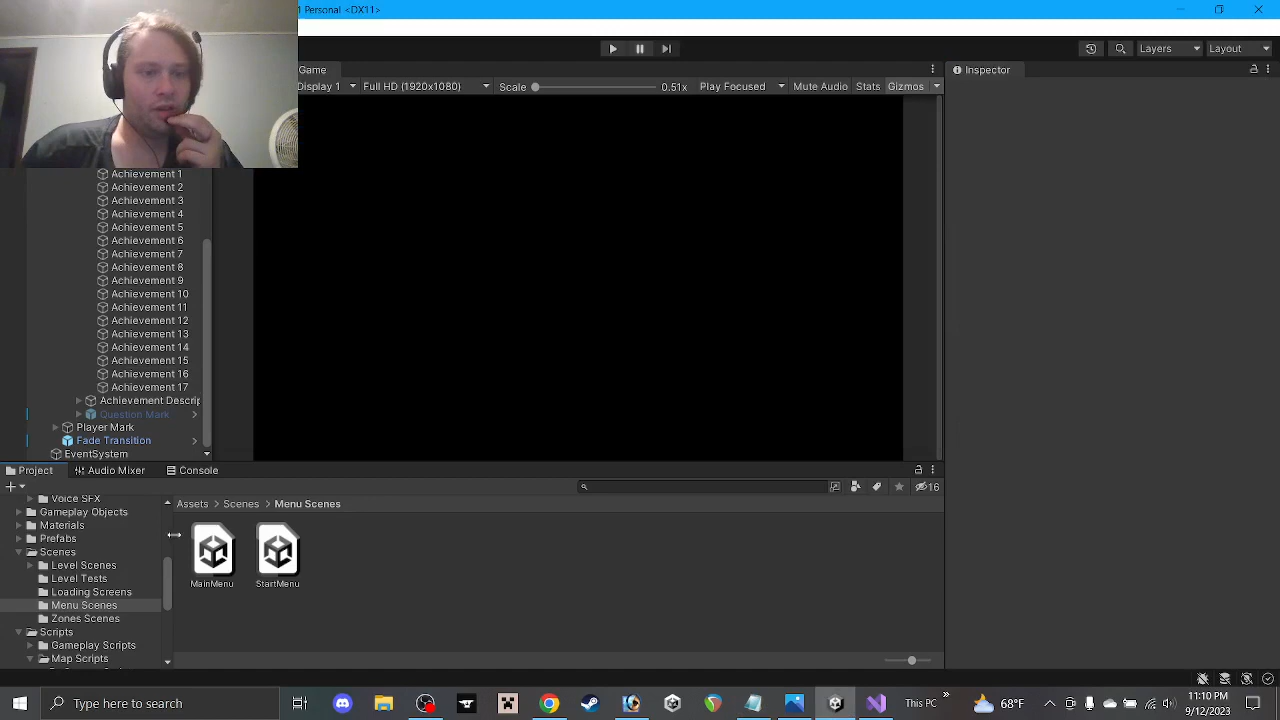 1 Personal <DX11>
Layers
Layout
Game
Inspector
Display 1
Full HD (1920x1080)
Scale
0.51x
Play Focused
Mute Audio
Stats
Gizmos
Achievement 1
Achievement 2
Achievement 3
Achievement 4
Achievement 5
Achievement 6
Achievement 7
Achievement 8
Achievement 9
Achievement 10
Achievement 11
Achievement 12
Achievement 13
Achievement 14
Achievement 15
Achievement 16
Achievement 17
Achievement Descrip
Question Mark
Player Mark
Fade Transition
EventSystem
Project
Audio Mixer
Console
16
Voice SFX
Gameplay Objects
Materials
Prefabs
Scenes
Level Scenes
Level Tests
Loading Screens
Menu Scenes
Zones Scenes
Scripts
Gameplay Scripts
Map Scripts
Assets > Scenes > Menu Scenes
MainMenu
StartMenu
Type here to search
This PC
68°F
11:10 PM
9/12/2023